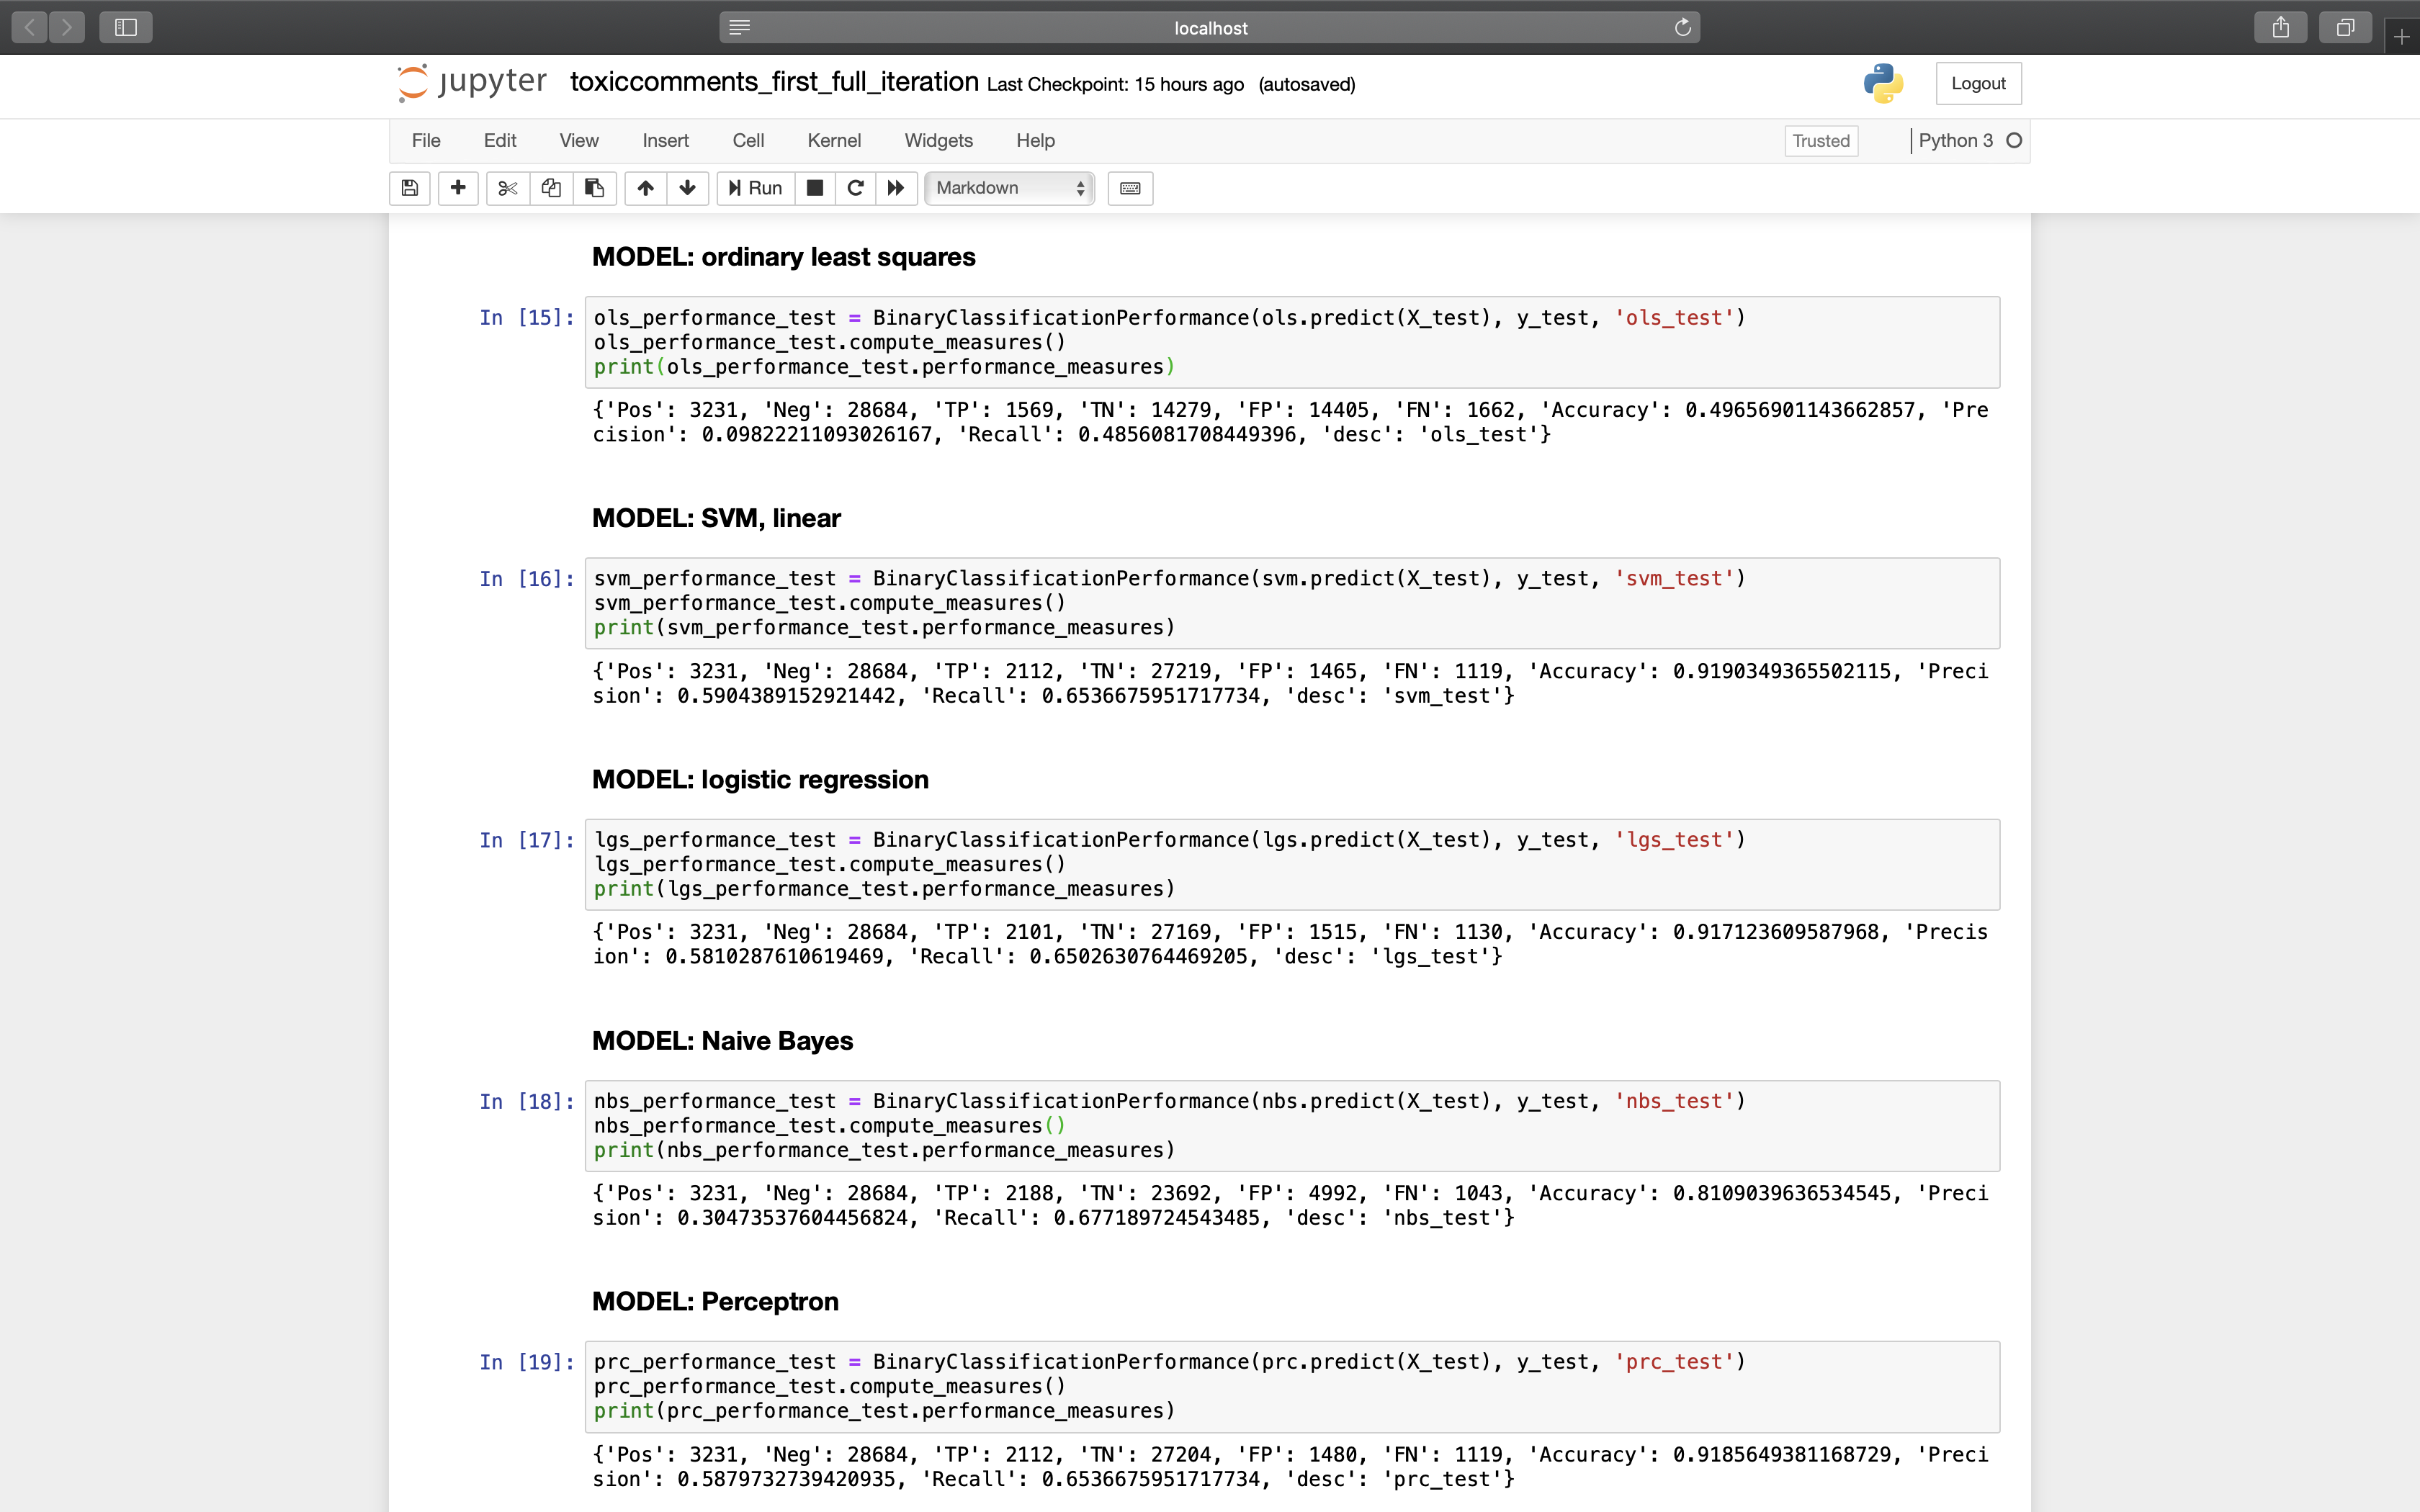 localhost
jupyter toxiccomments_first_full_iteration Last Checkpoint: 15 hours ago (autosaved)
Logout
File Edit View Insert Cell Kernel Widgets Help
Trusted
Python 3
Run
Markdown
MODEL: ordinary least squares
In [15]:
ols_performance_test = BinaryClassificationPerformance(ols.predict(X_test), y_test, 'ols_test')
ols_performance_test.compute_measures()
print(ols_performance_test.performance_measures)
{'Pos': 3231, 'Neg': 28684, 'TP': 1569, 'TN': 14279, 'FP': 14405, 'FN': 1662, 'Accuracy': 0.49656901143662857, 'Pre
cision': 0.09822211093026167, 'Recall': 0.4856081708449396, 'desc': 'ols_test'}
MODEL: SVM, linear
In [16]:
svm_performance_test = BinaryClassificationPerformance(svm.predict(X_test), y_test, 'svm_test')
svm_performance_test.compute_measures()
print(svm_performance_test.performance_measures)
{'Pos': 3231, 'Neg': 28684, 'TP': 2112, 'TN': 27219, 'FP': 1465, 'FN': 1119, 'Accuracy': 0.9190349365502115, 'Preci
sion': 0.5904389152921442, 'Recall': 0.6536675951717734, 'desc': 'svm_test'}
MODEL: logistic regression
In [17]:
lgs_performance_test = BinaryClassificationPerformance(lgs.predict(X_test), y_test, 'lgs_test')
lgs_performance_test.compute_measures()
print(lgs_performance_test.performance_measures)
{'Pos': 3231, 'Neg': 28684, 'TP': 2101, 'TN': 27169, 'FP': 1515, 'FN': 1130, 'Accuracy': 0.917123609587968, 'Precis
ion': 0.5810287610619469, 'Recall': 0.6502630764469205, 'desc': 'lgs_test'}
MODEL: Naive Bayes
In [18]:
nbs_performance_test = BinaryClassificationPerformance(nbs.predict(X_test), y_test, 'nbs_test')
nbs_performance_test.compute_measures()
print(nbs_performance_test.performance_measures)
{'Pos': 3231, 'Neg': 28684, 'TP': 2188, 'TN': 23692, 'FP': 4992, 'FN': 1043, 'Accuracy': 0.8109039636534545, 'Preci
sion': 0.30473537604456824, 'Recall': 0.677189724543485, 'desc': 'nbs_test'}
MODEL: Perceptron
In [19]:
prc_performance_test = BinaryClassificationPerformance(prc.predict(X_test), y_test, 'prc_test')
prc_performance_test.compute_measures()
print(prc_performance_test.performance_measures)
{'Pos': 3231, 'Neg': 28684, 'TP': 2112, 'TN': 27204, 'FP': 1480, 'FN': 1119, 'Accuracy': 0.9185649381168729, 'Preci
sion': 0.5879732739420935, 'Recall': 0.6536675951717734, 'desc': 'prc_test'}